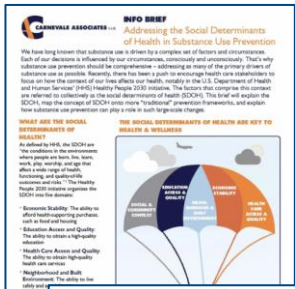 CARNEVALE ASSOCIATES LLC
INFO BRIEF
Addressing the Social Determinants
of Health in Substance Use Prevention
We have long known that substance use is driven by a complex set of factors and circumstances.
Each of our decisions is influenced by our circumstances, consciously and unconsciously. That's why
substance use prevention should be comprehensive – addressing as many of the primary drivers of
substance use as possible. Recently, there has been a push to encourage health care stakeholders to
focus on how the context of our lives affects our health, notably in the U.S. Department of Health
and Human Services' (HHS) Healthy People 2030 initiative. The factors that comprise this context
are referred to collectively as the social determinants of health (SDOH). This brief will explain the
SDOH, map the concept of SDOH onto more "traditional" prevention frameworks, and explain
how substance use prevention can play a role in such large-scale changes.
WHAT ARE THE SOCIAL
DETERMINANTS OF
HEALTH?
As defined by HHS, the SDOH are
"the conditions in the environments
where people are born, live, learn,
work, play, worship, and age that
affect a wide range of health,
functioning, and quality-of-life
outcomes and risks." The Healthy
People 2030 initiative organizes the
SDOH into five domains:
• Economic Stability: The ability to
afford health-supporting purchases,
such as food and housing
• Education Access and Quality:
The ability to obtain a high-quality
education
• Health Care Access and Quality:
The ability to obtain high-quality
health care services
• Neighborhood and Built
Environment: The ability to live
THE SOCIAL DETERMINANTS OF HEALTH ARE KEY TO
HEALTH & WELLNESS
SOCIAL &
COMMUNITY
CONTEXT
EDUCATION
ACCESS &
QUALITY
ECONOMIC
STABILITY
HEALTH
CARE
ACCESS &
QUALITY